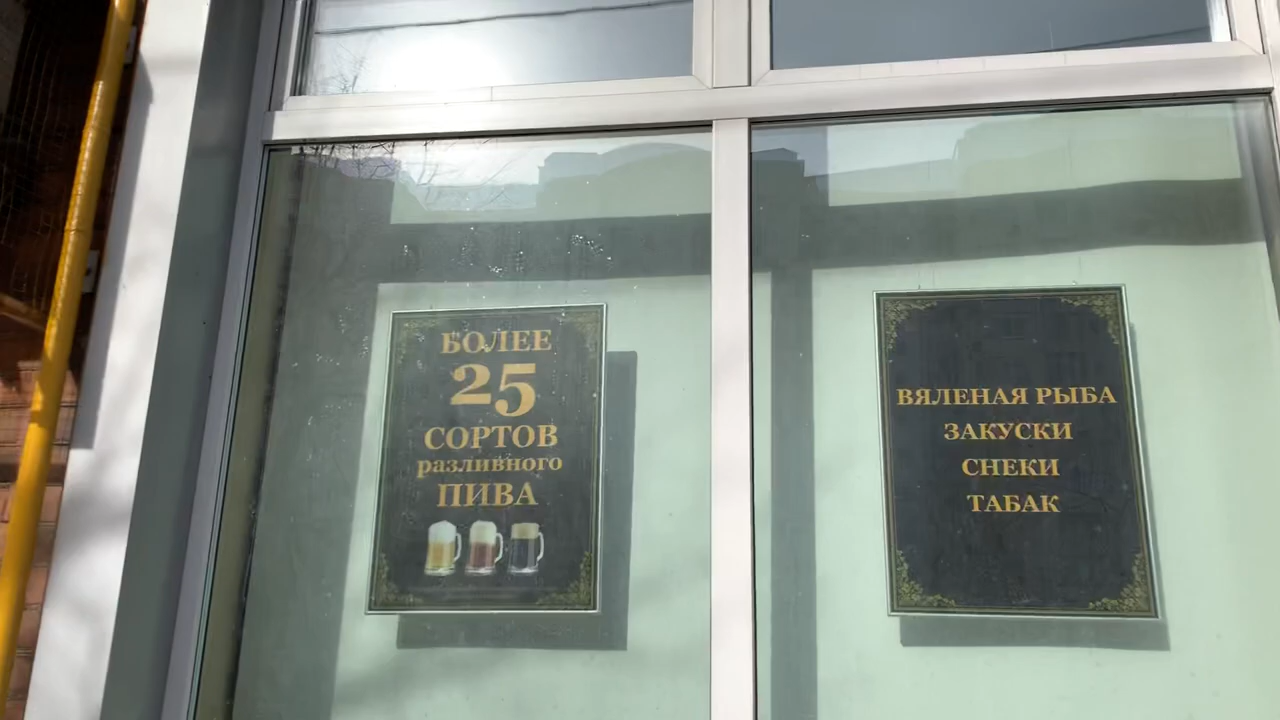 БОЛЕЕ
25
СОРТОВ
разливного
ПИВА
ВЯЛЕНАЯ РЫБА
ЗАКУСКИ
СНЕКИ
ТАБАК